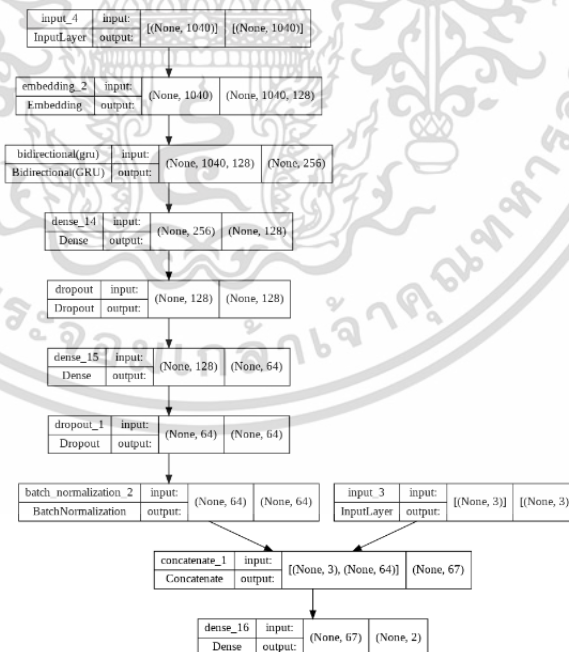 input_4 input: [(None, 1040)] [(None, 1040)]
InputLayer output:
embedding_2 input: (None, 1040) (None, 1040, 128)
Embedding output:
bidirectional(gru) input: (None, 1040, 128) (None, 256)
Bidirectional(GRU) output:
dense_14 input: (None, 256) (None, 128)
Dense output:
dropout input: (None, 128) (None, 128)
Dropout output:
dense_15 input: (None, 128) (None, 64)
Dense output:
dropout_1 input: (None, 64) (None, 64)
Dropout output:
batch_normalization_2 input: (None, 64) (None, 64)
BatchNormalization output:
input_3 input: [(None, 3)] [(None, 3)
InputLayer output:
concatenate_1 input: [(None, 3), (None, 64)] (None, 67)
Concatenate output:
dense_16 input: (None, 67) (None, 2)
Dense output: